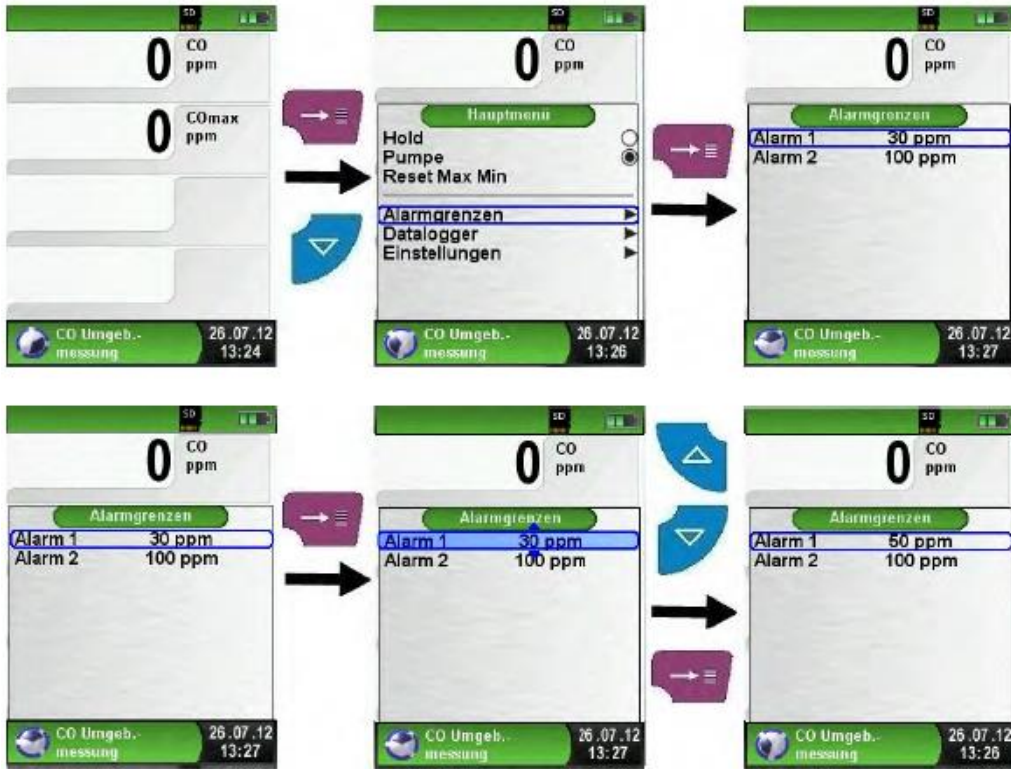 SD
0 CO
ppm
0 COmax
ppm
CO Umgeb.-
messung
26.07.12
13:24
SD
0 CO
ppm
Hauptmenü
Hold
Pumpe
Reset Max Min
Alarmgrenzen
Datalogger
Einstellungen
CO Umgeb.-
messung
26.07.12
13:26
SD
0 CO
ppm
Alarmgrenzen
Alarm 1 30 ppm
Alarm 2 100 ppm
CO Umgeb.-
messung
26.07.12
13:27
SD
0 CO
ppm
Alarmgrenzen
Alarm 1 30 ppm
Alarm 2 100 ppm
CO Umgeb.-
messung
26.07.12
13:27
SD
0 CO
ppm
Alarmgrenzen
Alarm 1 30 ppm
Alarm 2 100 ppm
CO Umgeb.-
messung
26.07.12
13:27
SD
0 CO
ppm
Alarmgrenzen
Alarm 1 50 ppm
Alarm 2 100 ppm
CO Umgeb.-
messung
26.07.12
13:26